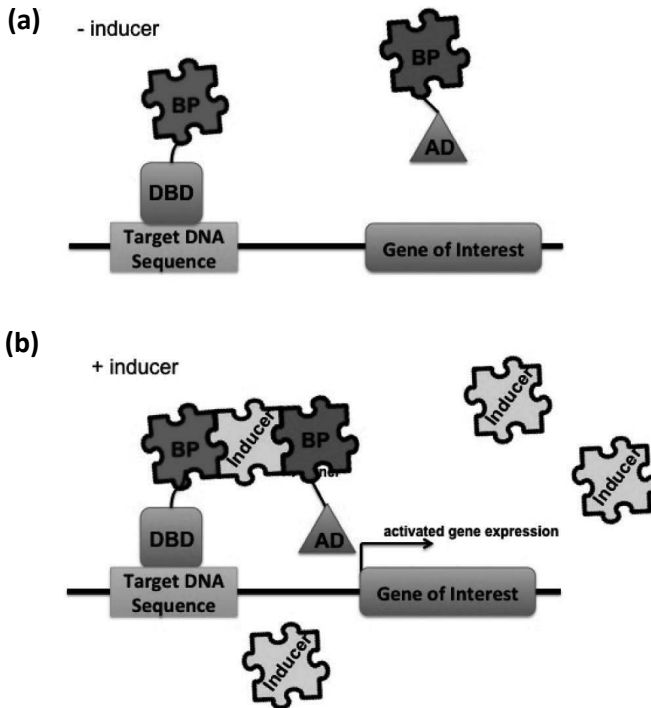 (a)
- inducer
BP
BP
AD
DBD
Target DNA
Sequence
Gene of Interest
(b)
+ inducer
Inducer
Inducer
BP
Inducer
BP
DBD
AD
activated gene expression
Target DNA
Sequence
Gene of Interest
Inducer